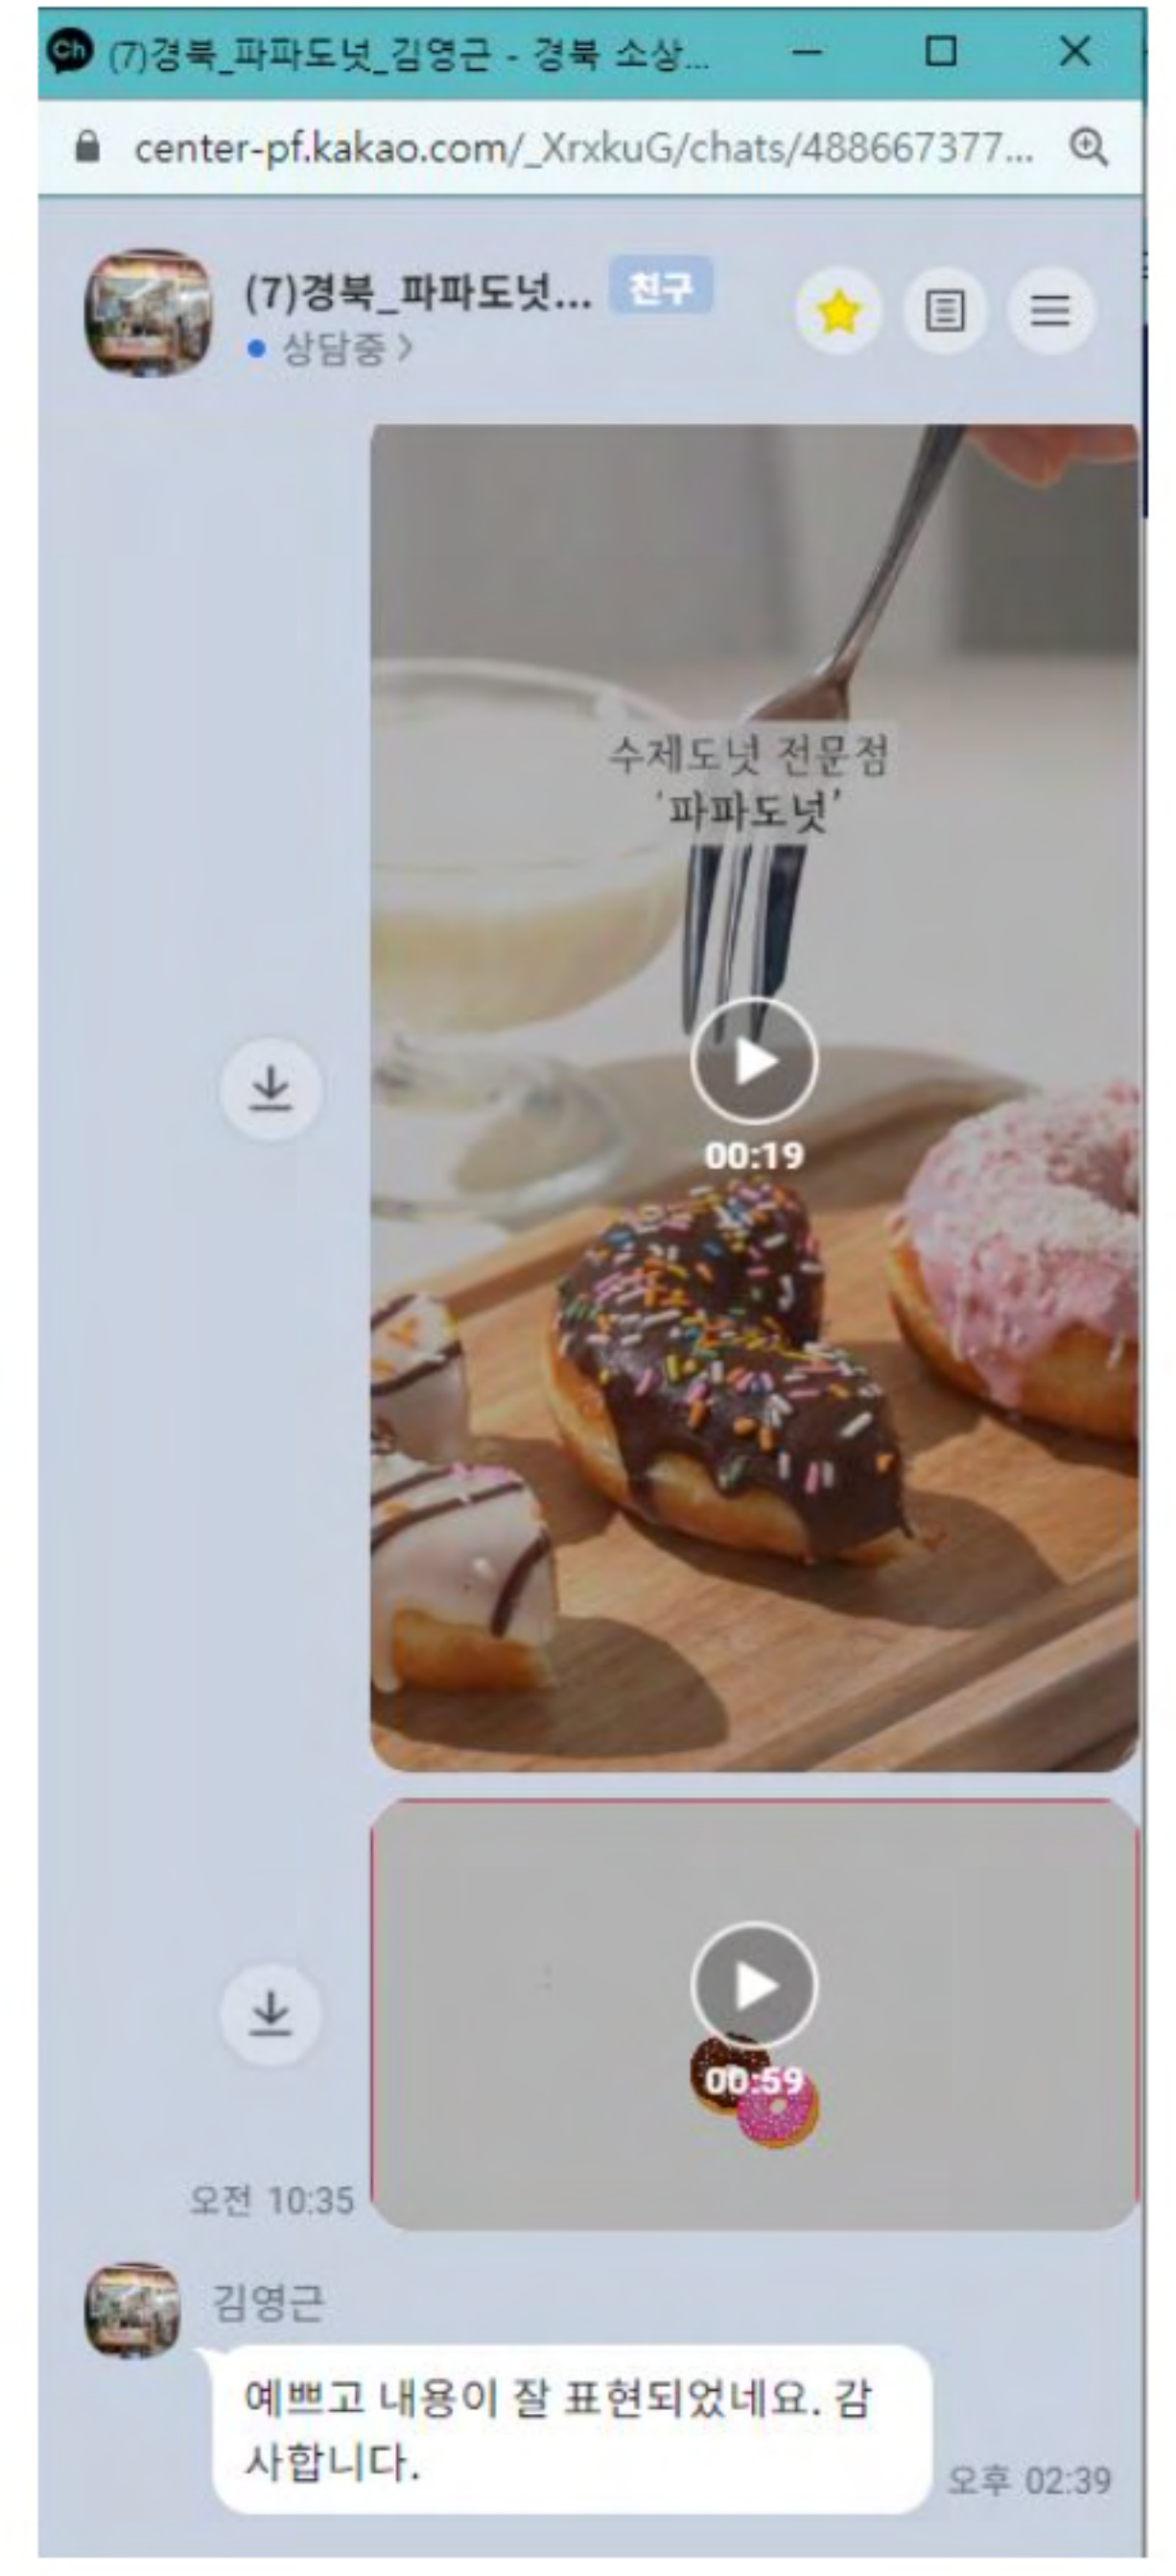 Ch (7)경북_파파도넛_김영근 - 경북 소상...
center-pf.kakao.com/_XrxkuG/chats/488667377...
(7)경북_파파도넛... 친구
상담중
수제도넛 전문점
'파파도넛'
00:19
00:59
오전 10:35
김영근
예쁘고 내용이 잘 표현되었네요. 감
사합니다.
오후 02:39